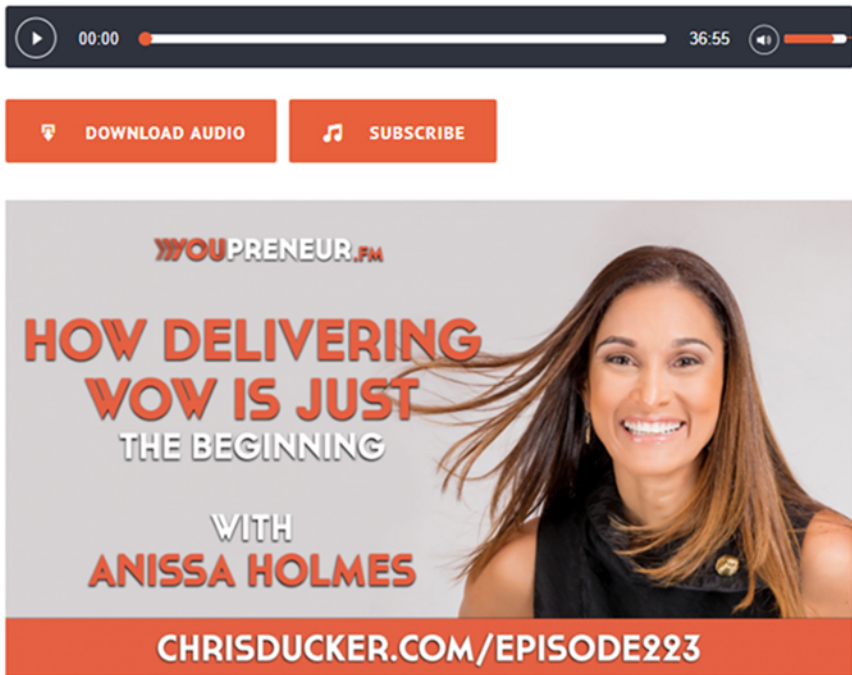 00:00
36:55
DOWNLOAD AUDIO
SUBSCRIBE
YOUPRENEUR.FM
HOW DELIVERING
WOW IS JUST
THE BEGINNING
WITH
ANISSA HOLMES
CHRISDUCKER.COM/EPISODE223